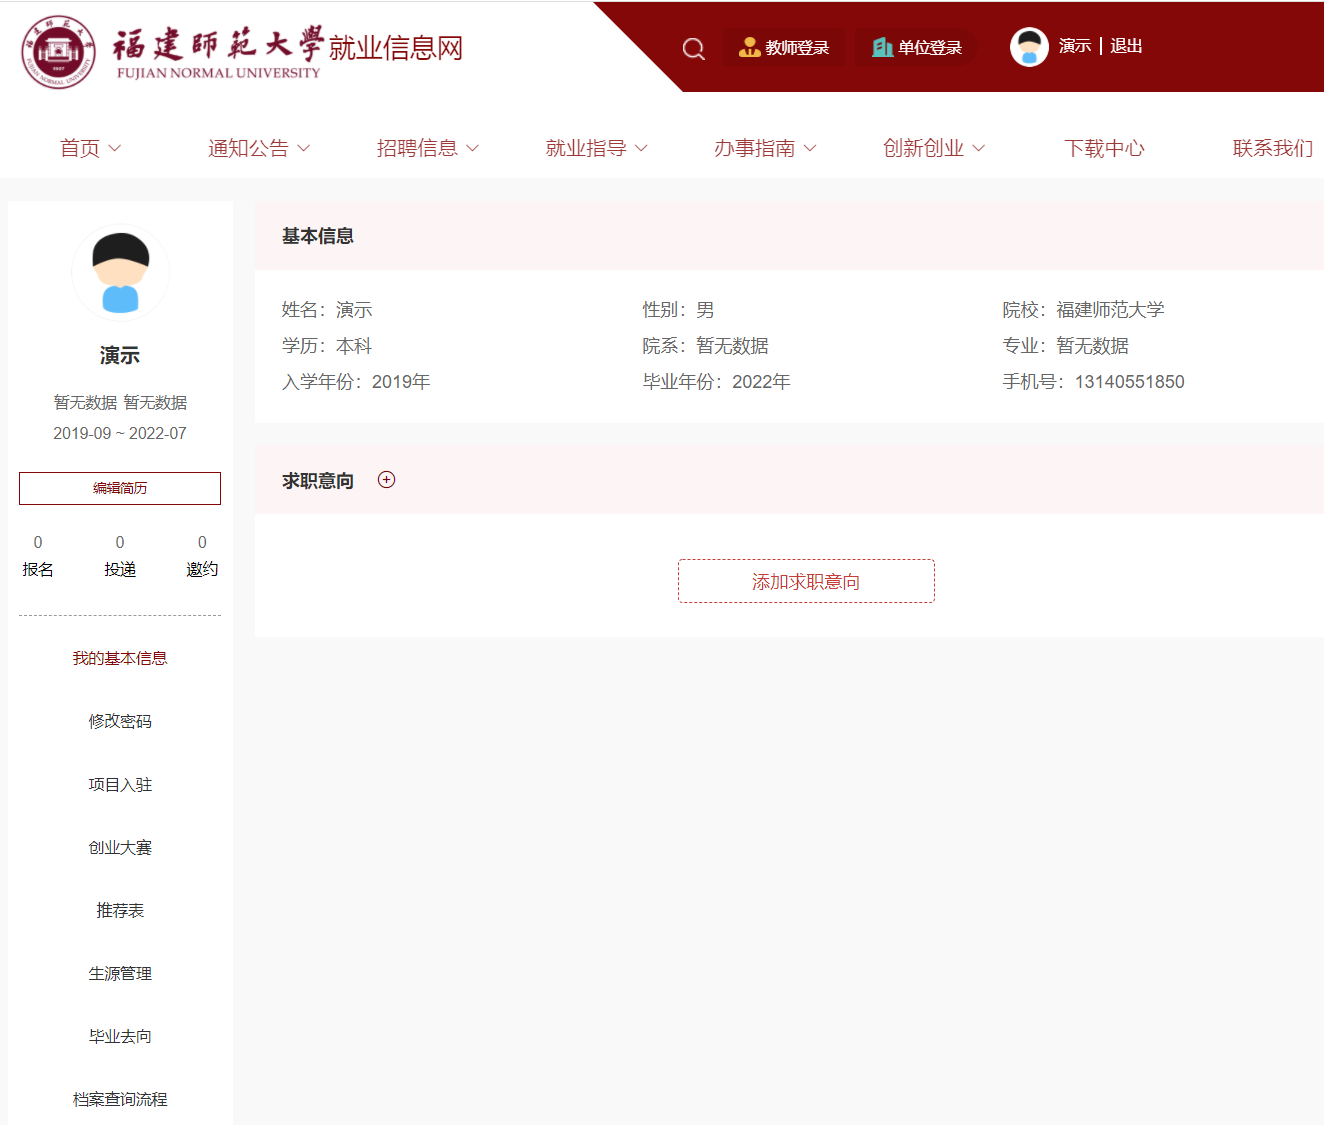 福建師範大學就业信息网
FUJIAN NORMAL UNIVERSITY
教师登录
单位登录
演示 | 退出
首页
通知公告
招聘信息
就业指导
办事指南
创新创业
下载中心
联系我们
演示
暂无数据 暂无数据
2019-09 ~ 2022-07
编辑简历
0 0 0
报名 投递 邀约
我的基本信息
修改密码
项目入驻
创业大赛
推荐表
生源管理
毕业去向
档案查询流程
基本信息
姓名：演示
性别：男
院校：福建师范大学
学历：本科
院系：暂无数据
专业：暂无数据
入学年份：2019年
毕业年份：2022年
手机号：13140551850
求职意向
添加求职意向